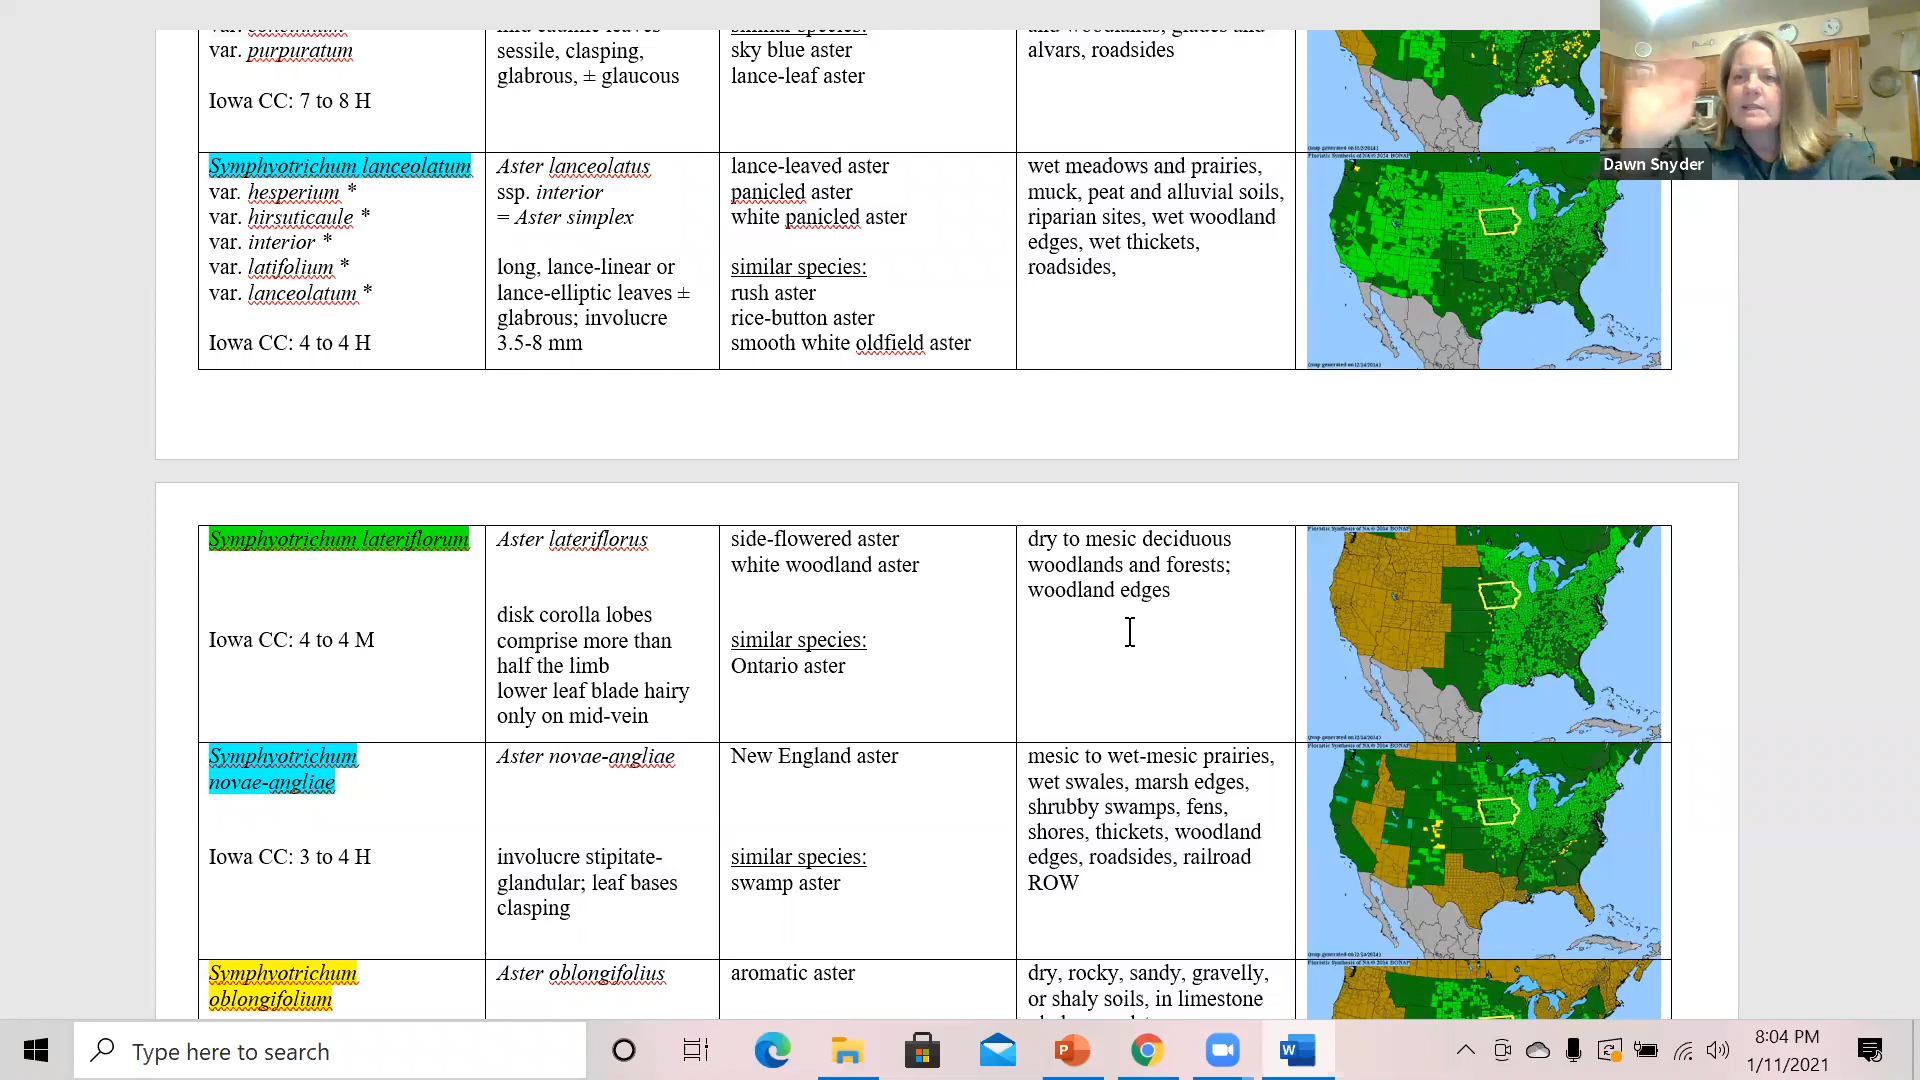 var. purpuratum
Iowa CC: 7 to 8 H
sessile, clasping,
glabrous, ± glaucous
similar species:
sky blue aster
lance-leaf aster
and woodlands, glades and
alvars, roadsides
Dawn Snyder
Symphyotrichum lanceolatum
var. hesperium *
var. hirsuticaule *
var. interior *
var. latifolium *
var. lanceolatum *
Iowa CC: 4 to 4 H
Aster lanceolatus
ssp. interior
= Aster simplex
long, lance-linear or
lance-elliptic leaves ±
glabrous; involucre
3.5-8 mm
lance-leaved aster
panicled aster
white panicled aster
similar species:
rush aster
rice-button aster
smooth white oldfield aster
wet meadows and prairies,
muck, peat and alluvial soils,
riparian sites, wet woodland
edges, wet thickets,
roadsides,
Symphyotrichum lateriflorum
Iowa CC: 4 to 4 M
Aster lateriflorus
disk corolla lobes
comprise more than
half the limb
lower leaf blade hairy
only on mid-vein
side-flowered aster
white woodland aster
similar species:
Ontario aster
dry to mesic deciduous
woodlands and forests;
woodland edges
Symphyotrichum
novae-angliae
Iowa CC: 3 to 4 H
Aster novae-angliae
involucre stipitate-
glandular; leaf bases
clasping
New England aster
similar species:
swamp aster
mesic to wet-mesic prairies,
wet swales, marsh edges,
shrubby swamps, fens,
shores, thickets, woodland
edges, roadsides, railroad
ROW
Symphyotrichum
oblongifolium
Aster oblongifolius
aromatic aster
dry, rocky, sandy, gravelly,
or shaly soils, in limestone
Type here to search
8:04 PM
1/11/2021